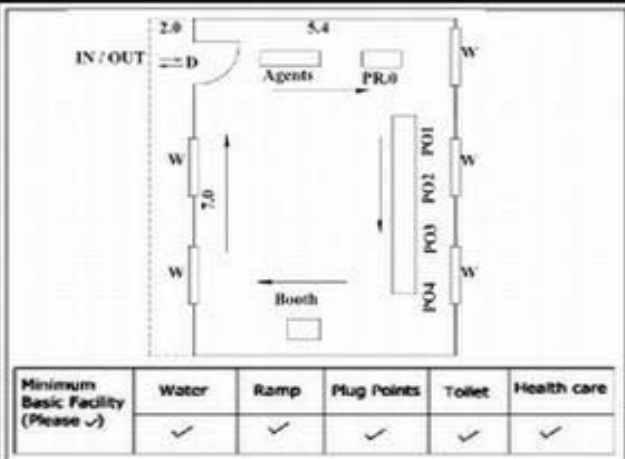 2.0 5.4
IN / OUT D
Agents PR.0
W
W
W
7.0
W
W
PO1
PO2
PO3
PO4
Booth
Minimum Basic Facility (Please ✓)
Water
Ramp
Plug Points
Toilet
Health care
✓ ✓ ✓ ✓ ✓